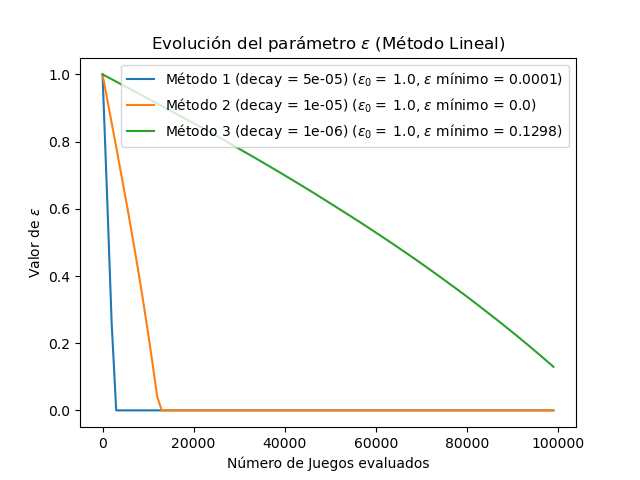 Evolución del parámetro ε (Método Lineal)
Método 1 (decay = 5e-05) (ε₀ = 1.0, ε mínimo = 0.0001)
Método 2 (decay = 1e-05) (ε₀ = 1.0, ε mínimo = 0.0)
Método 3 (decay = 1e-06) (ε₀ = 1.0, ε mínimo = 0.1298)
Valor de ε
1.0
0.8
0.6
0.4
0.2
0.0
0 20000 40000 60000 80000 100000
Número de Juegos evaluados